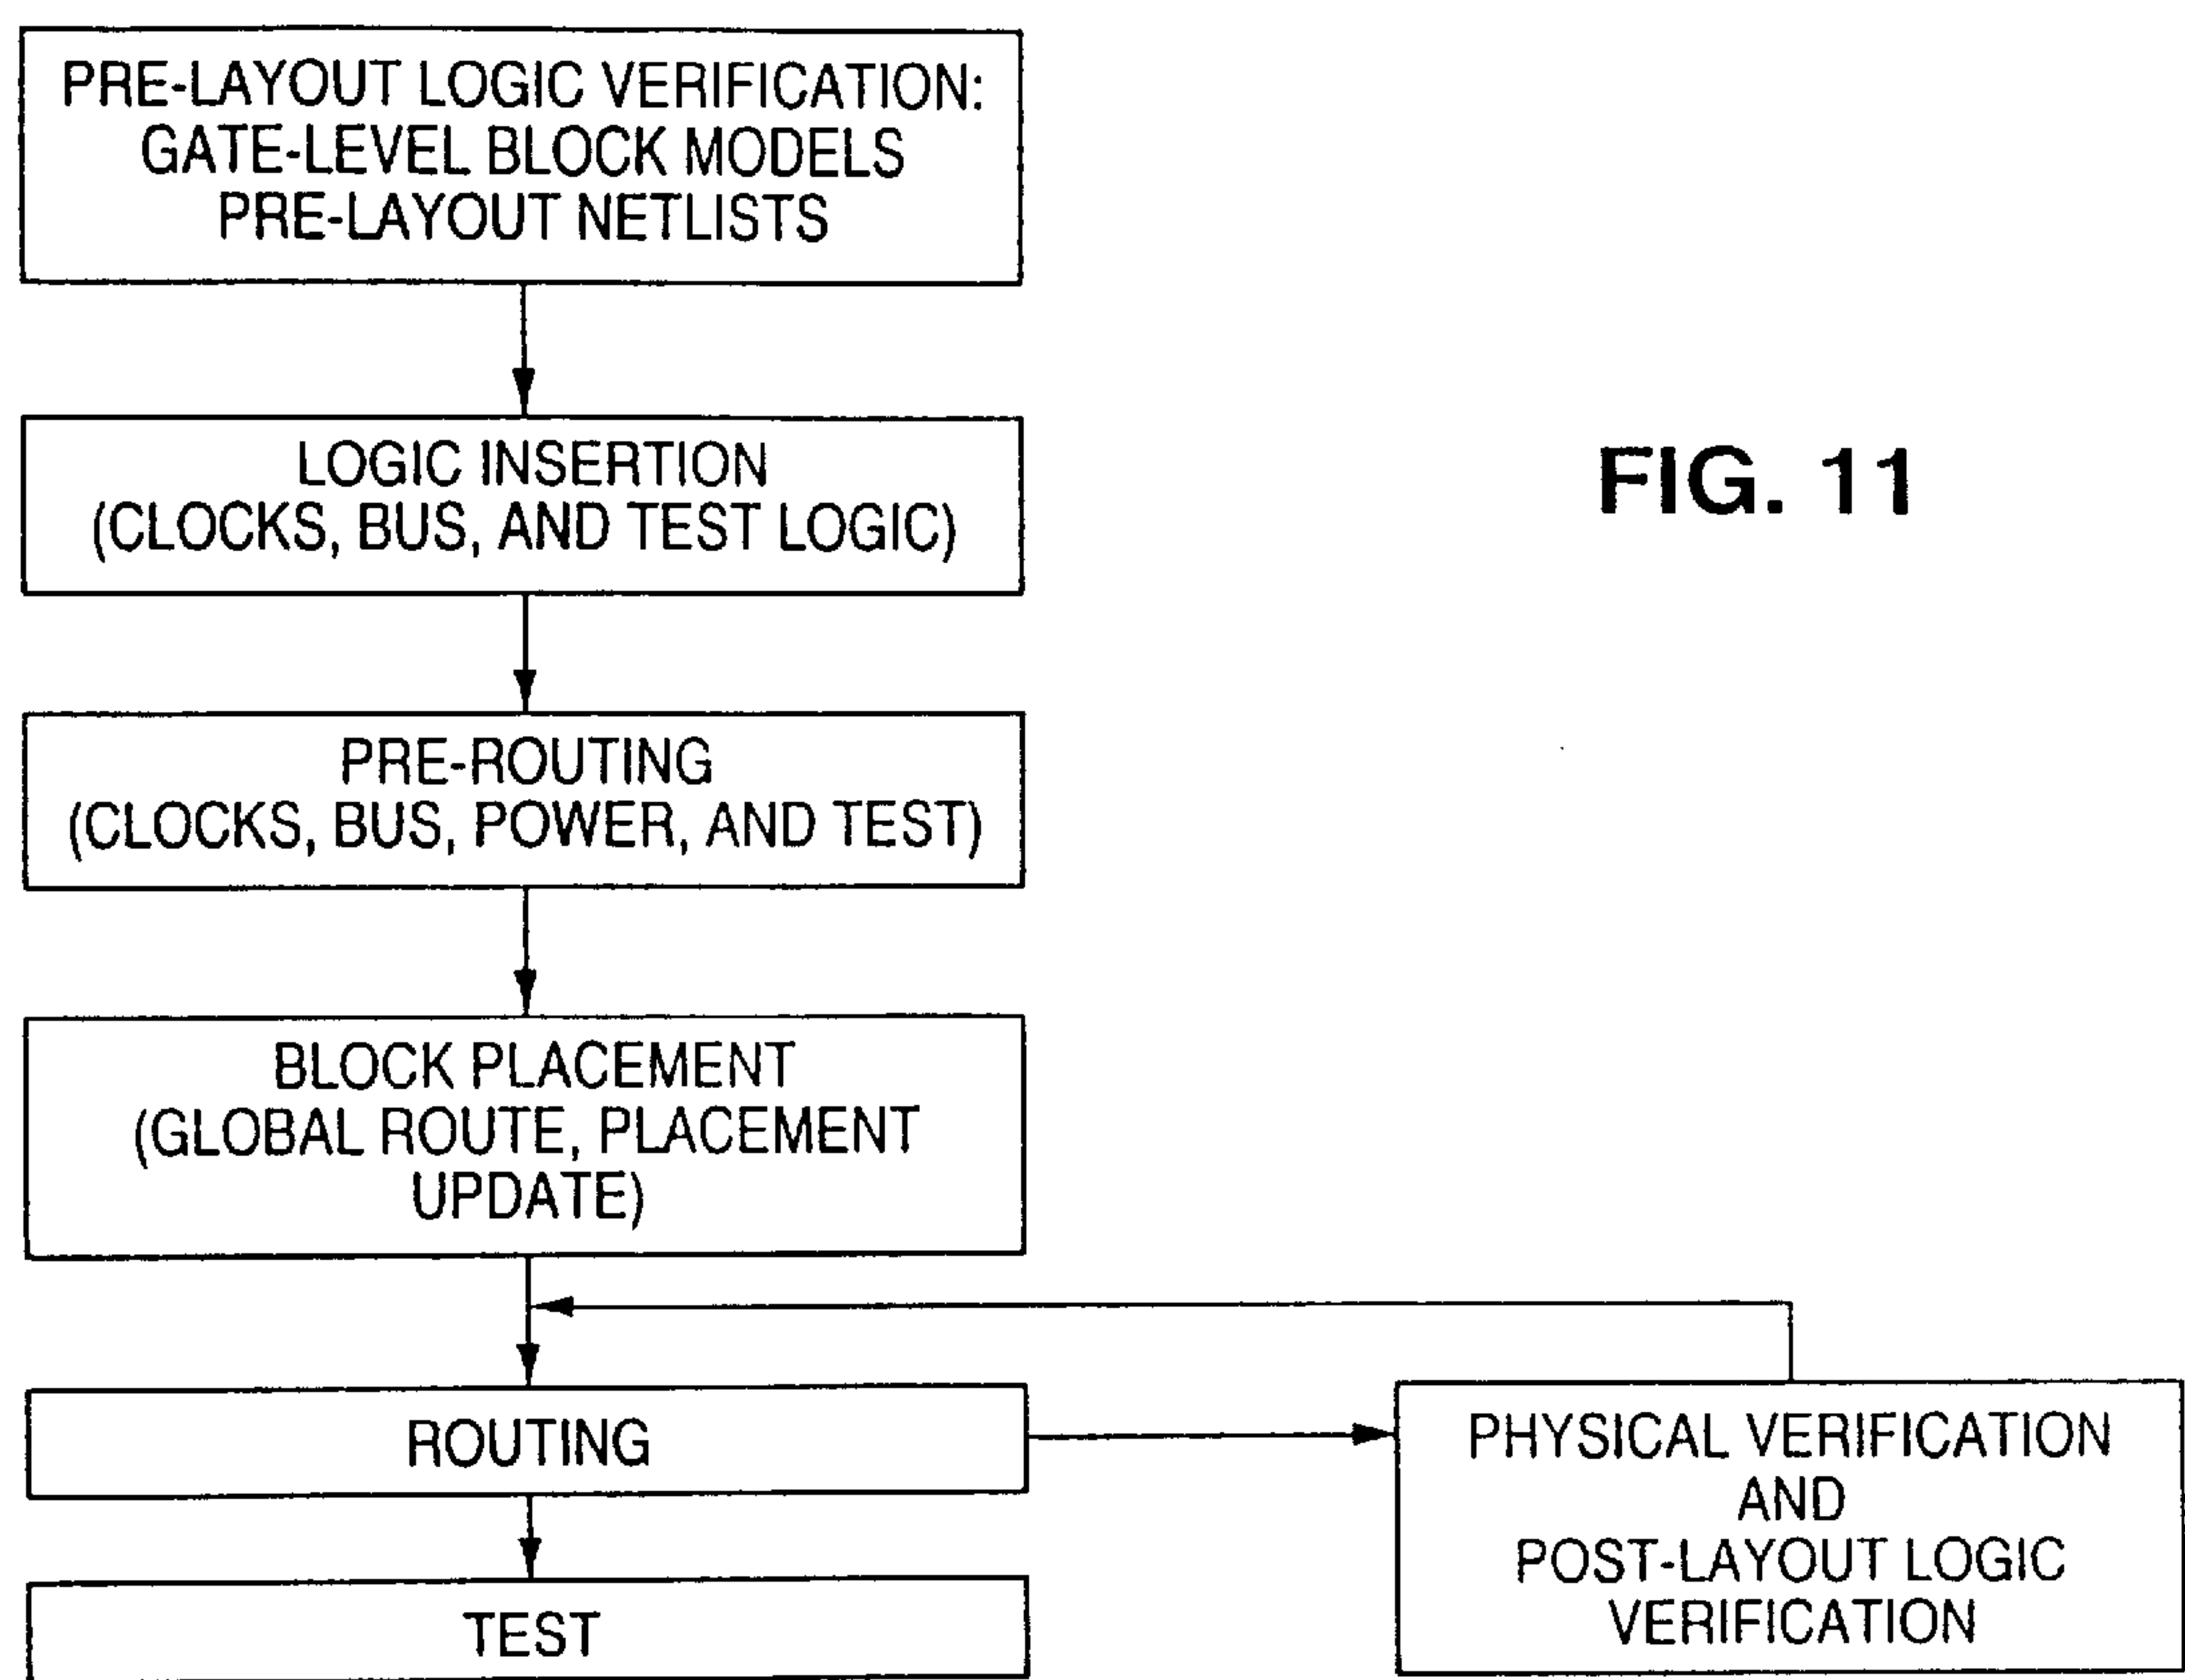 PRE-LAYOUT LOGIC VERIFICATION:
GATE-LEVEL BLOCK MODELS
PRE-LAYOUT NETLISTS
LOGIC INSERTION
(CLOCKS, BUS, AND TEST LOGIC)
FIG. 11
PRE-ROUTING
(CLOCKS, BUS, POWER, AND TEST)
BLOCK PLACEMENT
(GLOBAL ROUTE, PLACEMENT
UPDATE)
ROUTING
PHYSICAL VERIFICATION
AND
POST-LAYOUT LOGIC
VERIFICATION
TEST